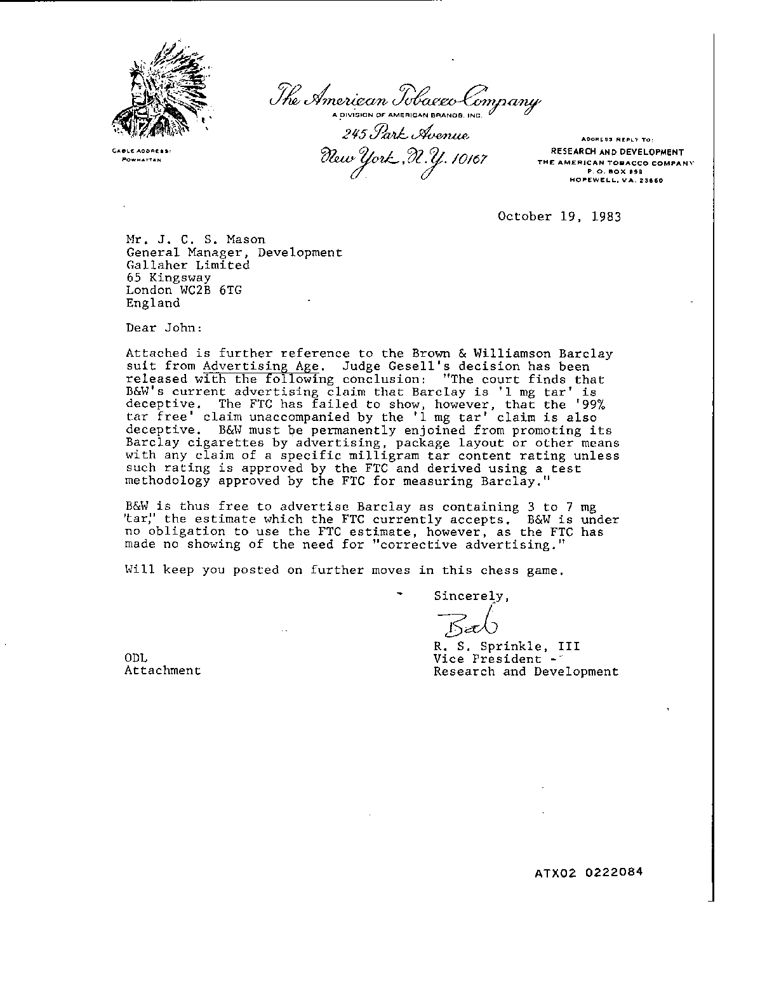 The American Tobacco Company
A DIVISION OF AMERICAN BRANDS, INC.
245 Park Avenue
New York, N.Y. 10167
CABLE ADDRESS:
POWHATTAN
ADDRESS REPLY TO:
RESEARCH AND DEVELOPMENT
THE AMERICAN TOBACCO COMPANY
P. O. BOX 899
HOPEWELL, VA. 23860
October 19, 1983
Mr. J. C. S. Mason
General Manager, Development
Gallaher Limited
65 Kingsway
London WC2B 6TG
England
Dear John:
Attached is further reference to the Brown & Williamson Barclay
suit from Advertising Age. Judge Gesell's decision has been
released with the following conclusion: "The court finds that
B&W's current advertising claim that Barclay is '1 mg tar' is
deceptive. The FTC has failed to show, however, that the '99%
tar free' claim unaccompanied by the '1 mg tar' claim is also
deceptive. B&W must be permanently enjoined from promoting its
Barclay cigarettes by advertising, package layout or other means
with any claim of a specific milligram tar content rating unless
such rating is approved by the FTC and derived using a test
methodology approved by the FTC for measuring Barclay."
B&W is thus free to advertise Barclay as containing 3 to 7 mg
'tar," the estimate which the FTC currently accepts. B&W is under
no obligation to use the FTC estimate, however, as the FTC has
made no showing of the need for "corrective advertising."
Will keep you posted on further moves in this chess game.
Sincerely,
Bob
R. S. Sprinkle, III
Vice President -
Research and Development
ODL
Attachment
ATX02 0222084